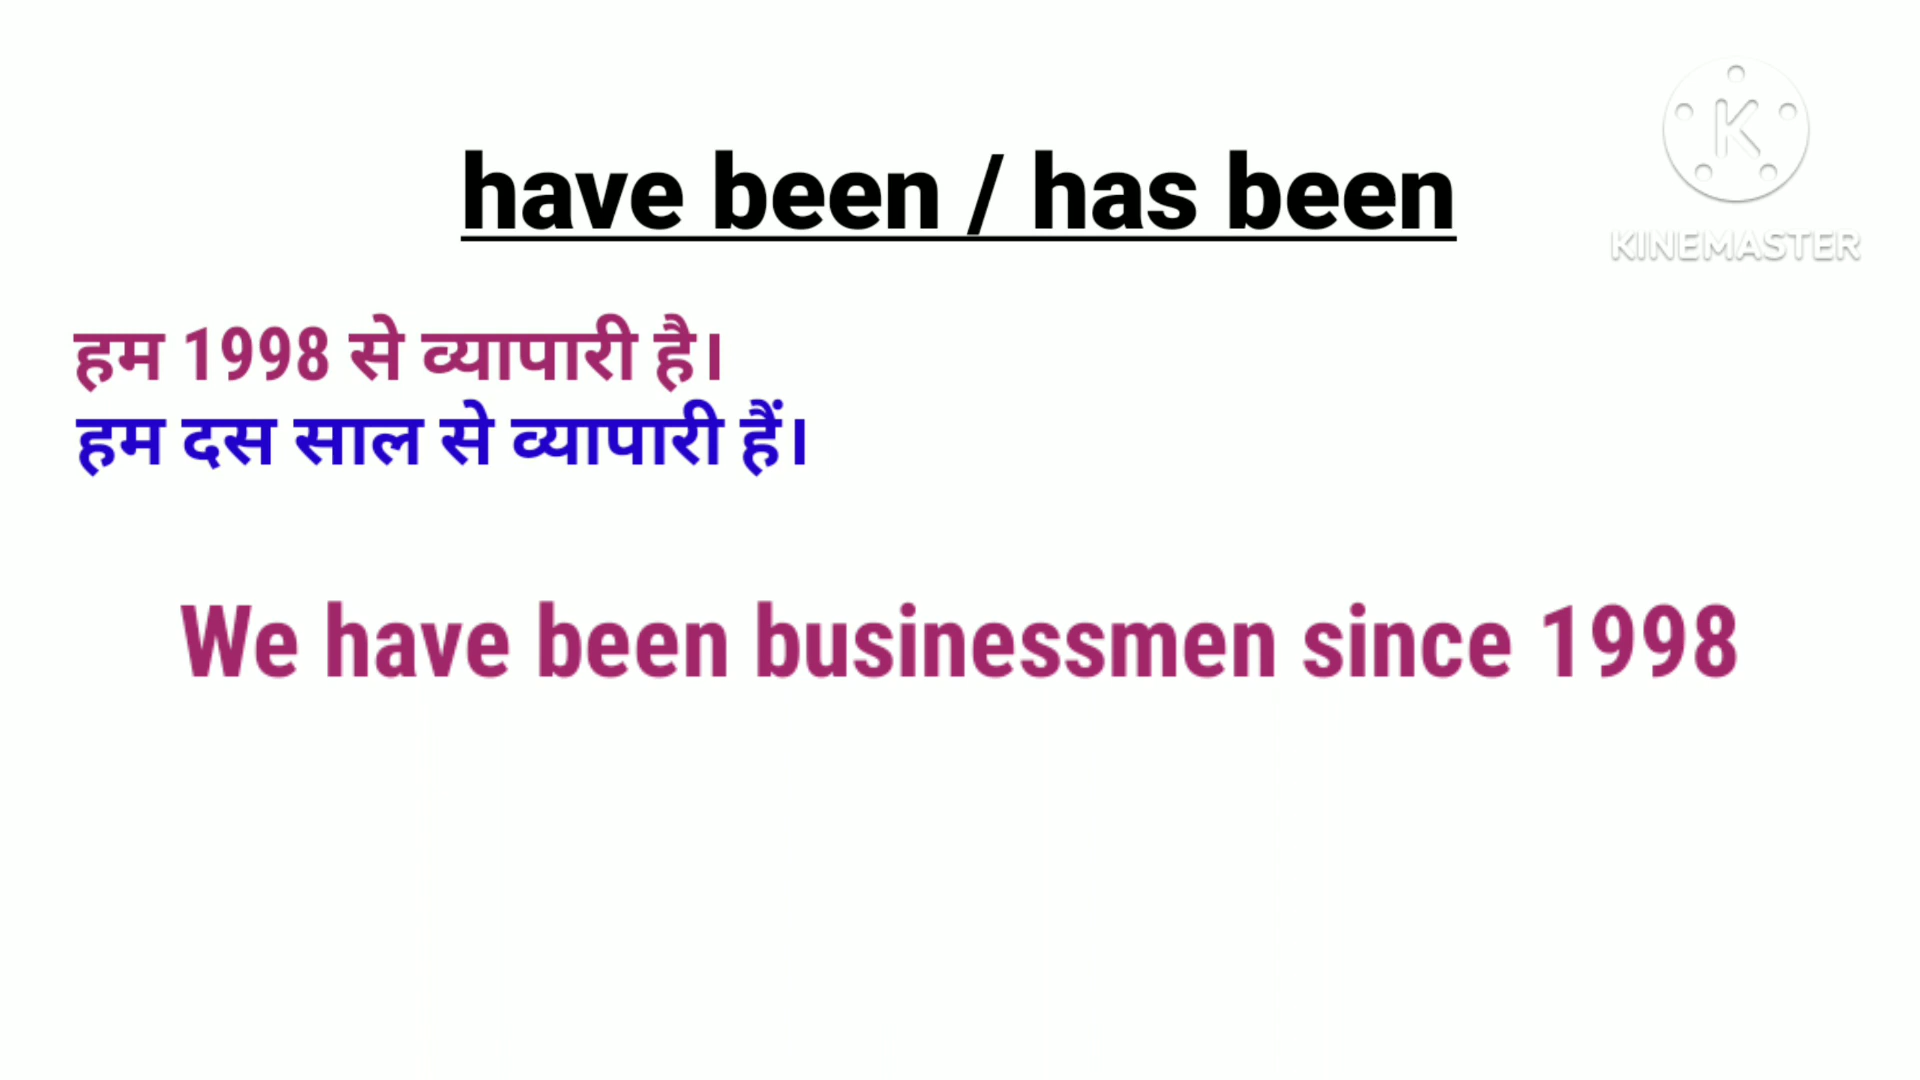 have been / has been
K
KINEMASTER
हम 1998 से व्यापारी है।
हम दस साल से व्यापारी हैं।
We have been businessmen since 1998